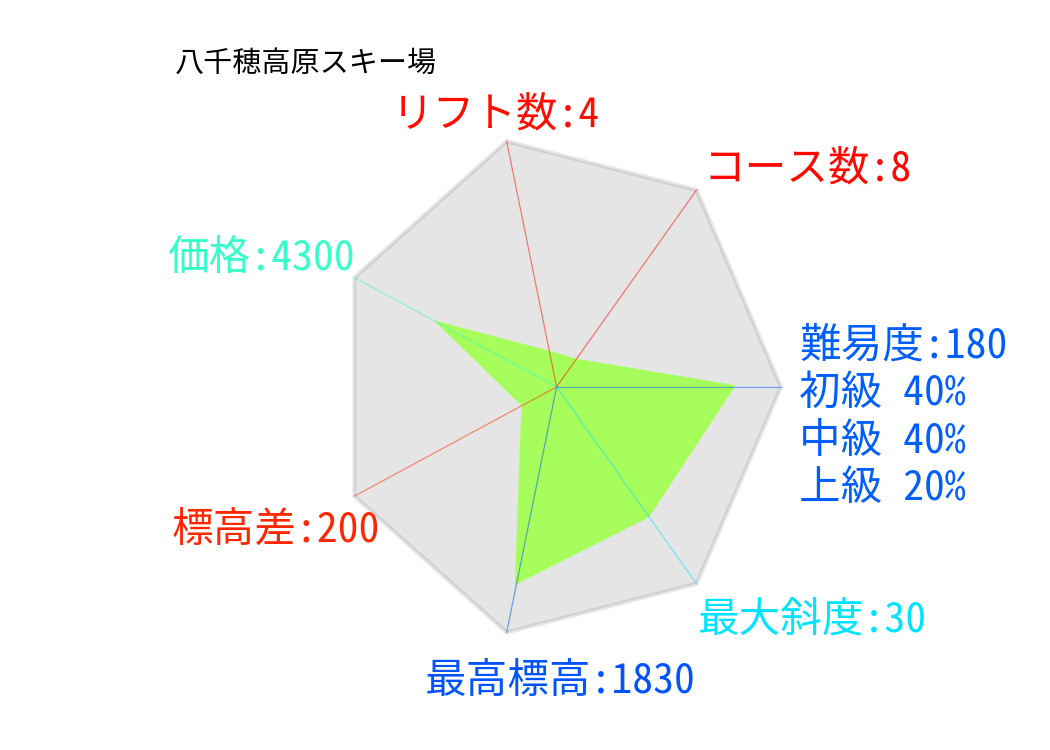 八千穂高原スキー場
リフト数:4
コース数:8
価格:4300
難易度:180
初級 40%
中級 40%
上級 20%
標高差:200
最大斜度:30
最高標高:1830